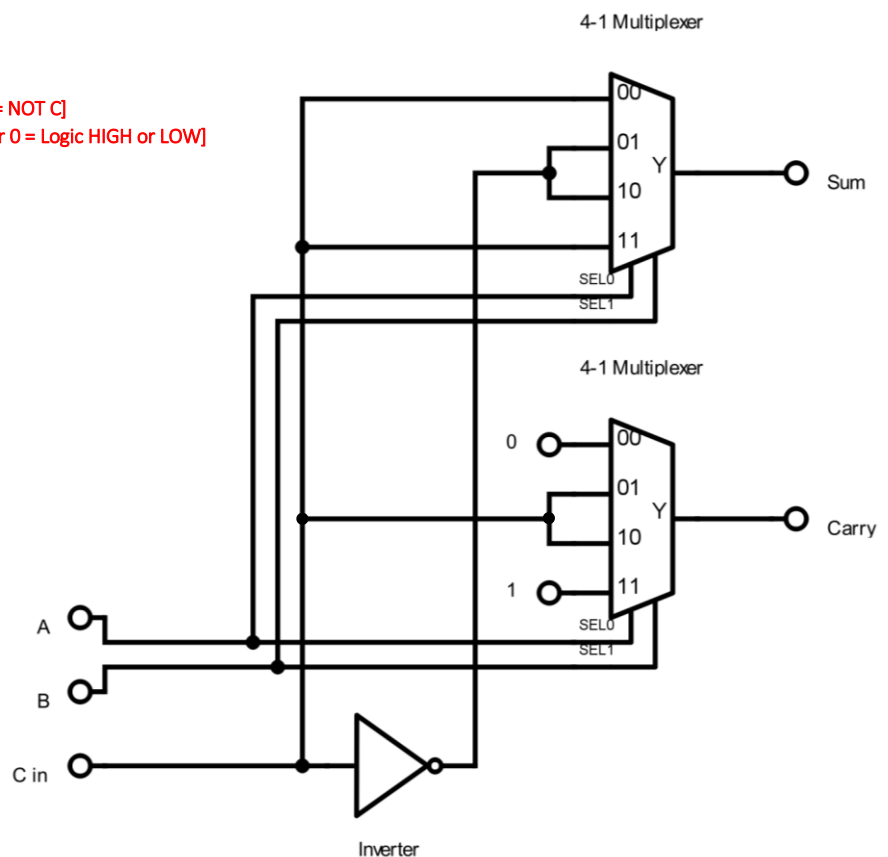 4-1 Multiplexer
= NOT C]
r 0 = Logic HIGH or LOW]
00
01
Y
10
Sum
11
SEL0
SEL1
4-1 Multiplexer
0
00
01
Y
10
Carry
1
11
A
SEL0
SEL1
B
C in
Inverter